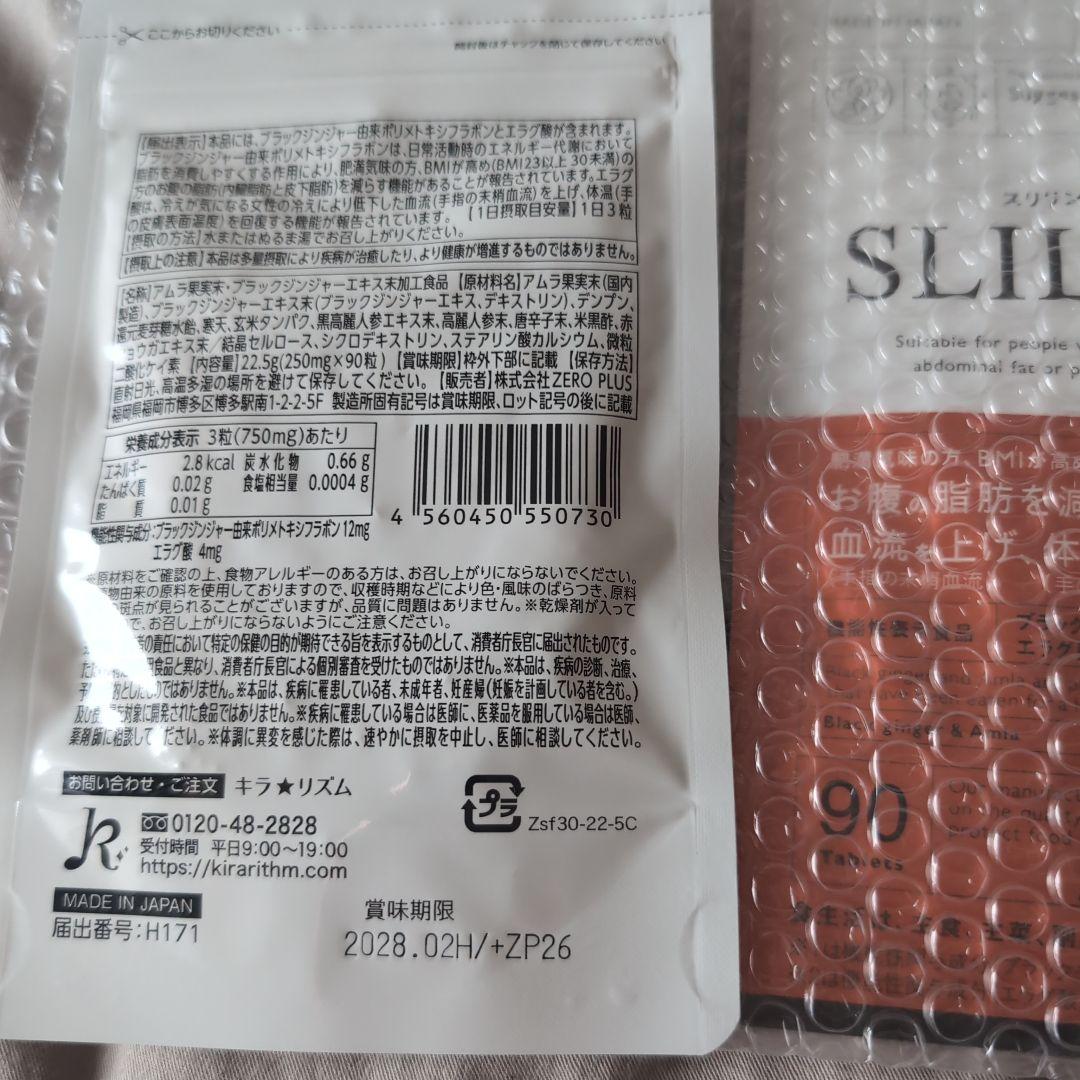 ここからお切りください
開封後はチャックを閉じて保存してください
【届出表示】本品には、ブラックジンジャー由来ポリメトキシフラボンとエラグ酸が含まれます。
ブラックジンジャー由来ポリメトキシフラボンは、日常活動時のエネルギー代謝において
脂肪を消費しやすくする作用により、肥満気味の方、BMIが高め(BMI23以上30未満)の
方のお腹の脂肪(内臓脂肪と皮下脂肪)を減らす機能があることが報告されています。エラグ
酸は、冷えが気になる女性の冷えにより低下した血流(手指の末梢血流)を上げ、体温(手
の皮膚表面温度)を回復する機能が報告されています。【1日摂取目安量】1日3粒
【摂取の方法】水またはぬるま湯でお召し上がりください。
【摂取上の注意】本品は多量摂取により疾病が治癒したり、より健康が増進するものではありません。
【名称】アムラ果実末・ブラックジンジャーエキス末加工食品 【原材料名】アムラ果実末(国内
製造)、ブラックジンジャーエキス末(ブラックジンジャーエキス、デキストリン)、デンプン、
還元麦芽糖水飴、寒天、玄米タンパク、黒高麗人参エキス末、高麗人参末、唐辛子末、米黒酢、赤
ショウガエキス末／結晶セルロース、シクロデキストリン、ステアリン酸カルシウム、微粒
二酸化ケイ素 【内容量】22.5g(250mg×90粒) 【賞味期限】枠外下部に記載 【保存方法】
直射日光、高温多湿の場所を避けて保存してください。【販売者】株式会社ZERO PLUS
福岡県福岡市博多区博多駅南1-2-2-5F 製造所固有記号は賞味期限、ロット記号の後に記載
栄養成分表示 3粒(750mg)あたり
エネルギー 2.8kcal 炭水化物 0.66g
たんぱく質 0.02g 食塩相当量 0.0004g
脂質 0.01g
4 560450 550730
機能性関与成分:ブラックジンジャー由来ポリメトキシフラボン 12mg
エラグ酸 4mg
※原材料をご確認の上、食物アレルギーのある方は、お召し上がりにならないでください。
物由来の原料を使用しておりますので、収穫時期などにより色・風味のばらつき、原料
斑点が見られることがございますが、品質に問題はありません。※乾燥剤が入って
で、お召し上がりにならないようにご注意ください。
の責任において特定の保健の目的が期待できる旨を表示するものとして、消費者庁長官に届出されたものです。
食品と異なり、消費者庁長官による個別審査を受けたものではありません。※本品は、疾病の診断、治療、
予 としたものではありません。※本品は、疾病に罹患している者、未成年者、妊産婦(妊娠を計画している者を含む。)
及び 対象に開発された食品ではありません。※疾病に罹患している場合は医師に、医薬品を服用している場合は医師、
薬剤師に相談してください。※体調に異変を感じた際は、速やかに摂取を中止し、医師に相談してください。
お問い合わせ・ご注文 キラ★リズム
0120-48-2828
受付時間 平日9:00〜19:00
https://kirarithm.com
プラ
Zsf30-22-5C
MADE IN JAPAN
届出番号:H171
賞味期限
2028.02H/+ZP26
スリリン
SLIL
Suitable for people
abdominal fat or p
肥満気味の方、BMIが高め
お腹の脂肪を減
血流を上げ、体
手指の末梢血流
機能性表示食品
ブラック
エラグ
Black ginger & Amla
90
Tablets
食生活は、主食、主菜、副